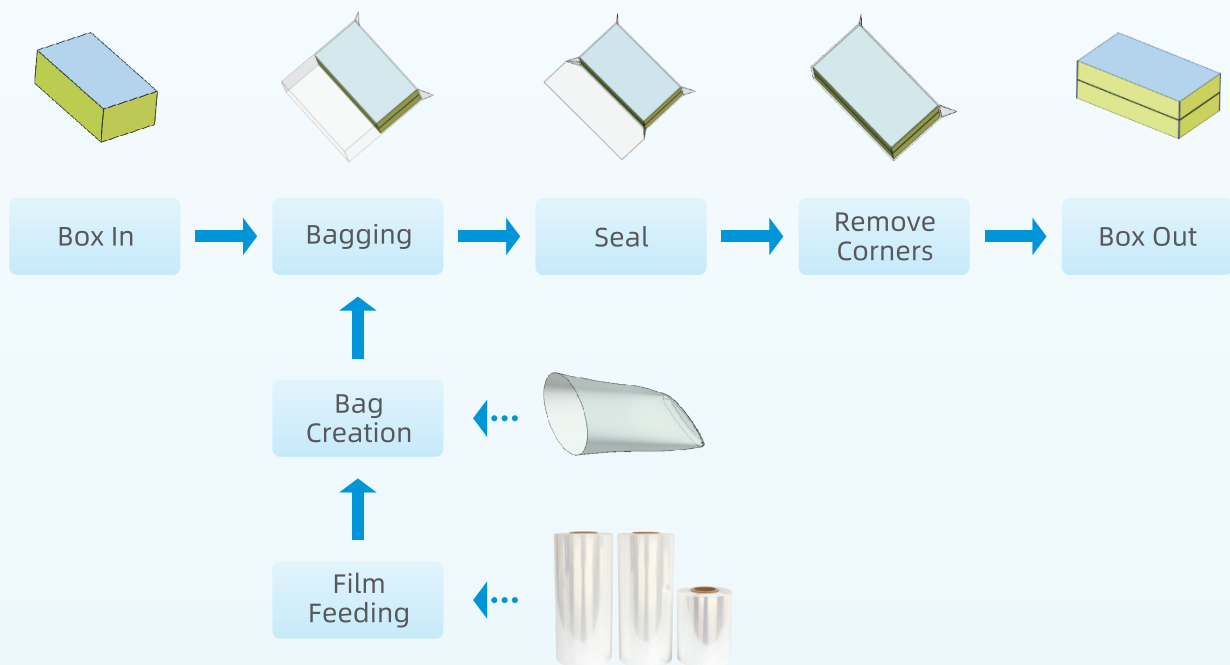 Box In
Bagging
Seal
Remove
Corners
Box Out
Bag
Creation
Film
Feeding